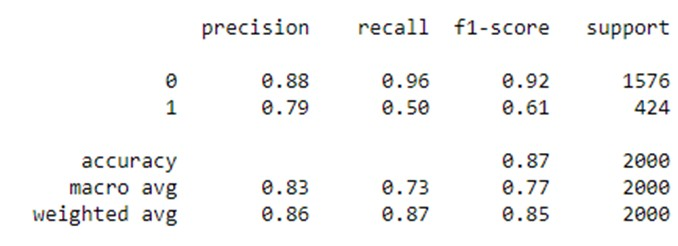 precision recall f1-score support
0 0.88 0.96 0.92 1576
1 0.79 0.50 0.61 424
accuracy 0.87 2000
macro avg 0.83 0.73 0.77 2000
weighted avg 0.86 0.87 0.85 2000